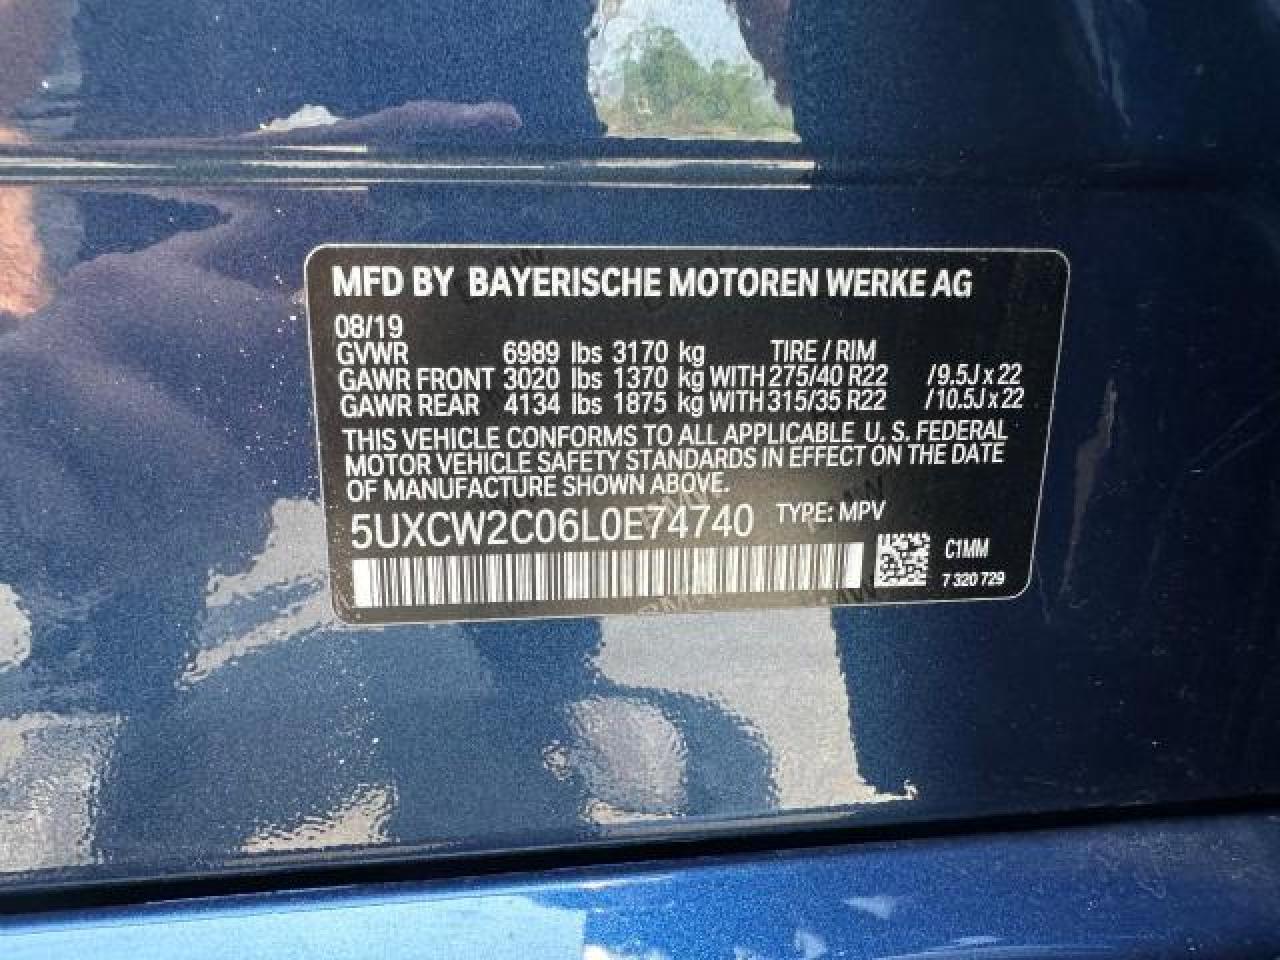 MFD BY BAYERISCHE MOTOREN WERKE AG
08/19
GVWR 6989 lbs 3170 kg TIRE / RIM
GAWR FRONT 3020 lbs 1370 kg WITH 275/40 R22 /9.5J x 22
GAWR REAR 4134 lbs 1875 kg WITH 315/35 R22 /10.5J x 22
THIS VEHICLE CONFORMS TO ALL APPLICABLE U. S. FEDERAL
MOTOR VEHICLE SAFETY STANDARDS IN EFFECT ON THE DATE
OF MANUFACTURE SHOWN ABOVE.
5UXCW2C06L0E74740 TYPE: MPV
C1MM
7 320 729